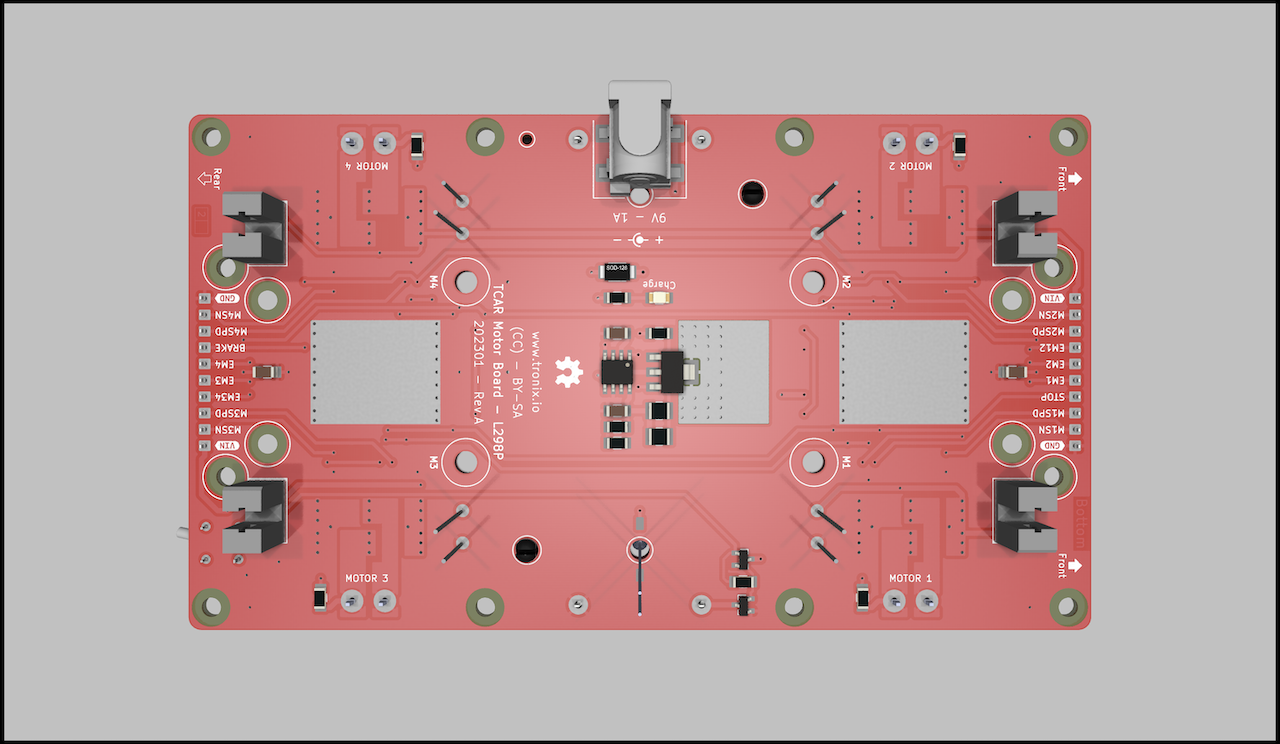 MOTOR 4
MOTOR 2
Rear
Front
9V - 1A
- +
SOD-128
Charge
M4
M2
TCAR Motor Board - L298P
202301 - Rev.A
(CC) - BY-SA
www.tronix.io
GND
M4SN
M4SPD
BRAKE
EM4
EM3
EM34
M3SPD
M3SN
VIN
VIN
M2SN
M2SPD
EM12
EM2
EM1
STOP
M1SPD
M1SN
GND
M3
M1
Bottom
MOTOR 3
MOTOR 1
Front